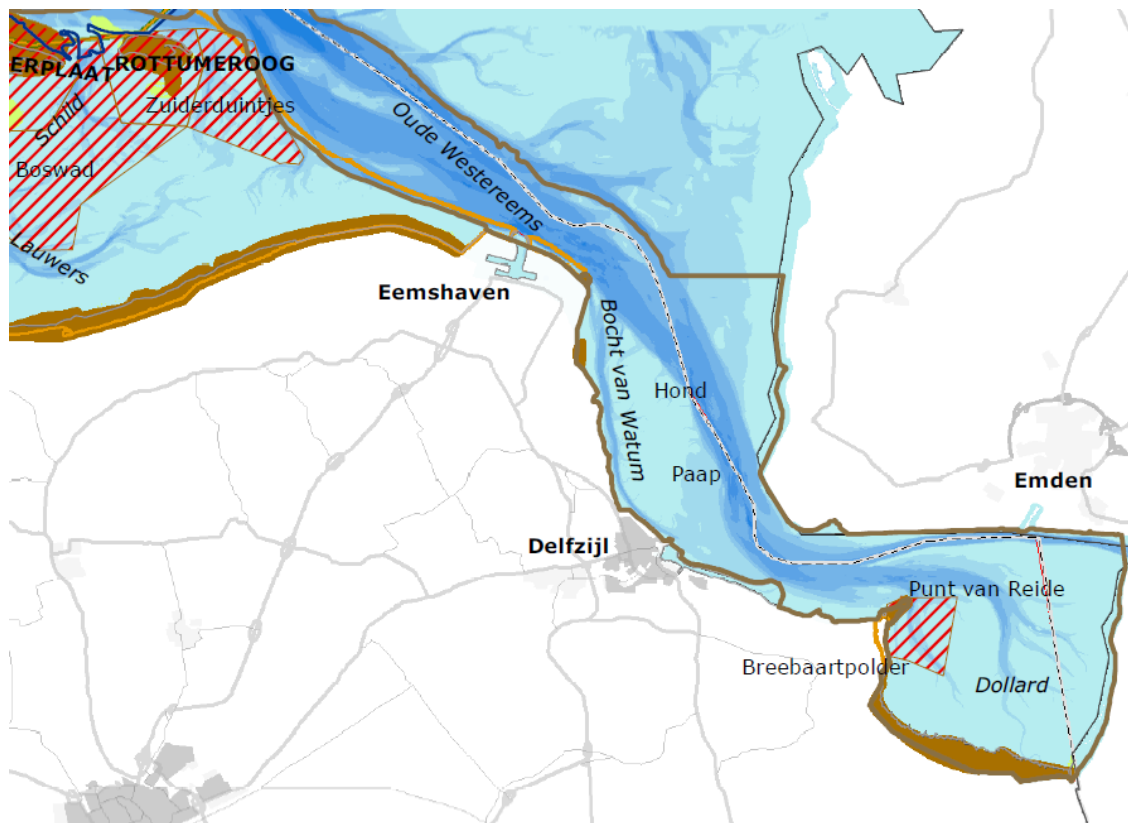 ERPLAAT
ROTTUMEROOG
Zuiderduintjes
Schild
Boswad
Lauwers
Oude Westereems
Eemshaven
Bocht van Watum
Hond
Paap
Emden
Delfzijl
Punt van Reide
Breebaartpolder
Dollard